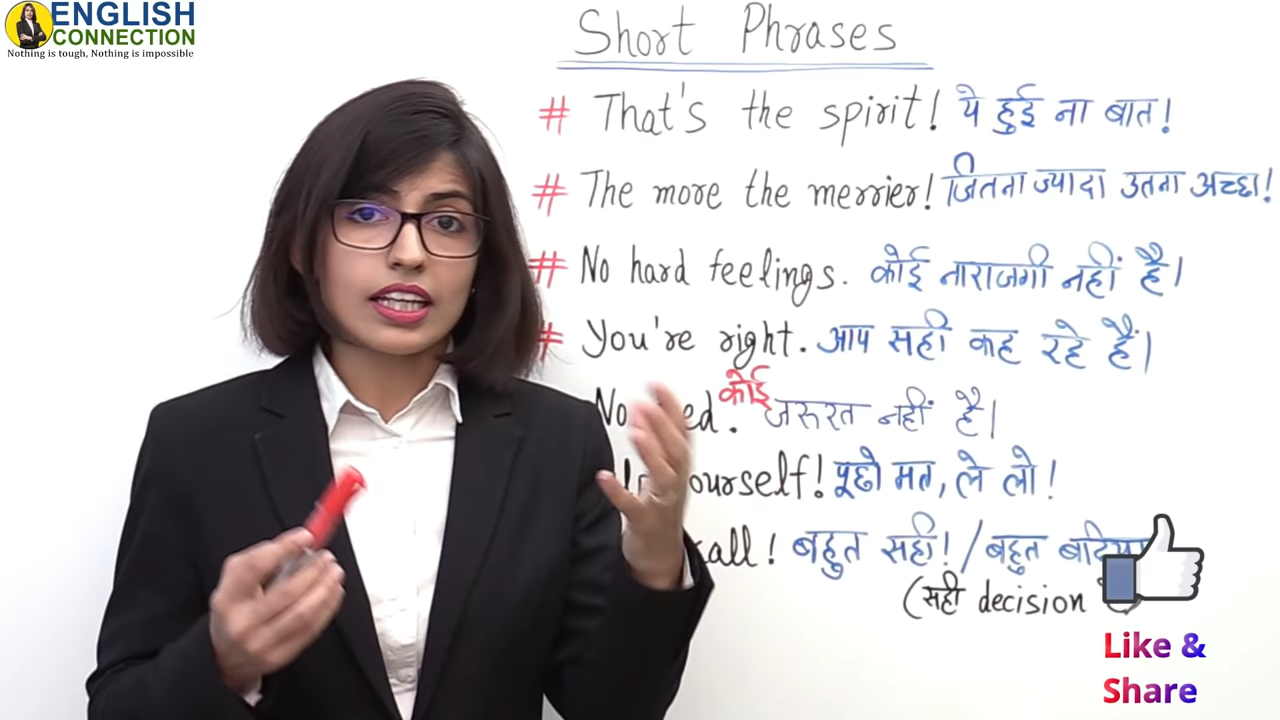 ENGLISH
CONNECTION
Nothing is tough, Nothing is impossible
Short Phrases
# That's the spirit! ये हुई ना बात!
# The more the merrier! जितना ज्यादा उतना अच्छा!
# No hard feelings. कोई नाराजगी नहीं है।
# You're right. आप सही कह रहे हैं।
No कोई जरूरत नहीं है।
ourself! पूछो मत, ले लो!
call! बहुत सही! / बहुत
(सही decision
Like &
Share